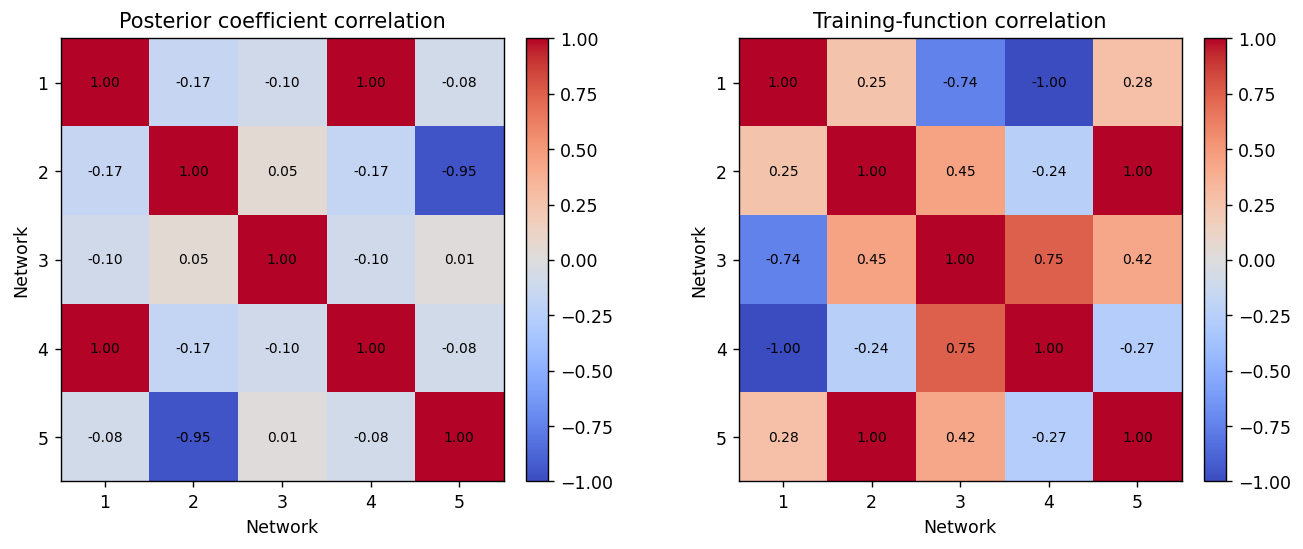 Posterior coefficient correlation
Network
1
2
3
4
5
1.00 -0.17 -0.10 1.00 -0.08
-0.17 1.00 0.05 -0.17 -0.95
-0.10 0.05 1.00 -0.10 0.01
1.00 -0.17 -0.10 1.00 -0.08
-0.08 -0.95 0.01 -0.08 1.00
1 2 3 4 5
Network
1.00
0.75
0.50
0.25
0.00
−0.25
−0.50
−0.75
−1.00
Training-function correlation
Network
1
2
3
4
5
1.00 0.25 -0.74 -1.00 0.28
0.25 1.00 0.45 -0.24 1.00
-0.74 0.45 1.00 0.75 0.42
-1.00 -0.24 0.75 1.00 -0.27
0.28 1.00 0.42 -0.27 1.00
1 2 3 4 5
Network
1.00
0.75
0.50
0.25
0.00
−0.25
−0.50
−0.75
−1.00